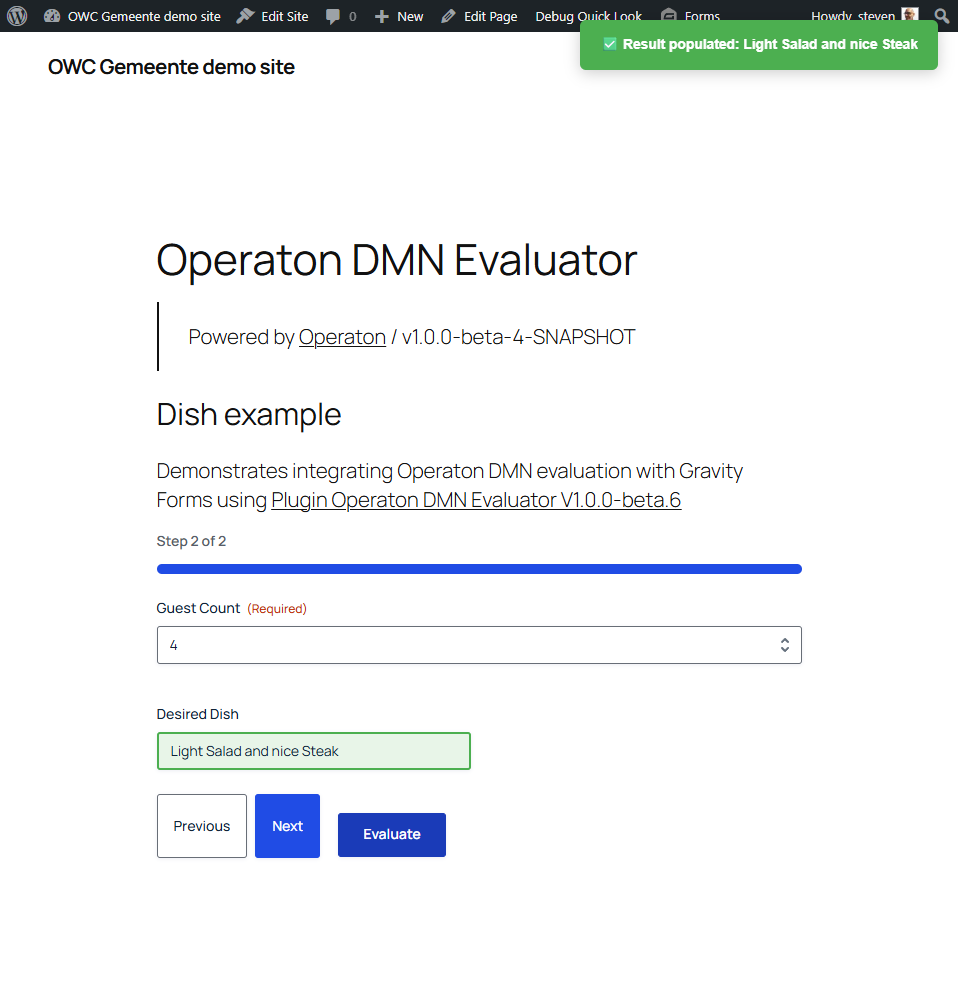 OWC Gemeente demo site Edit Site 0 New Edit Page Debug Quick Look Forms Howdy, steven
✅ Result populated: Light Salad and nice Steak
OWC Gemeente demo site
Operaton DMN Evaluator
Powered by Operaton / v1.0.0-beta-4-SNAPSHOT
Dish example
Demonstrates integrating Operaton DMN evaluation with Gravity
Forms using Plugin Operaton DMN Evaluator V1.0.0-beta.6
Step 2 of 2
Guest Count (Required)
4
Desired Dish
Light Salad and nice Steak
Previous Next Evaluate